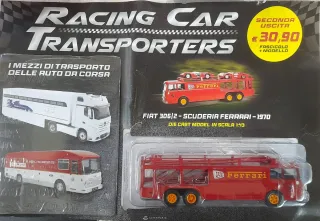 RACING CAR
TRANSPORTERS
SECONDA
USCITA
€ 30,90
FASCICOLO
+ MODELLO
I MEZZI DI TRASPORTO
DELLE AUTO DA CORSA
Ferrari
FIAT 306/2 - SCUDERIA FERRARI - 1970
DIE CAST MODEL IN SCALA 1:43
Ferrari